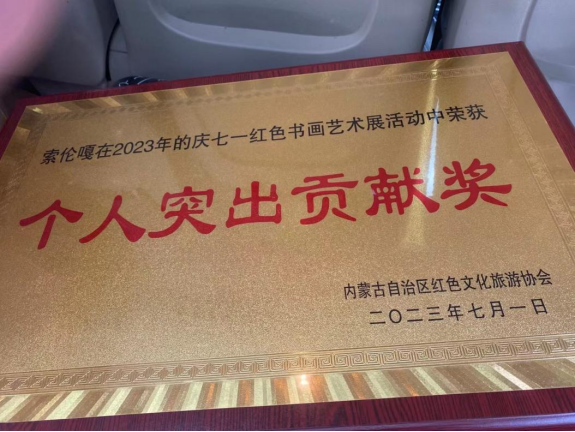 索伦嘎在2023年的庆七一红色书画艺术展活动中荣获
个人突出贡献奖
内蒙古自治区红色文化旅游协会
二〇二三年七月一日